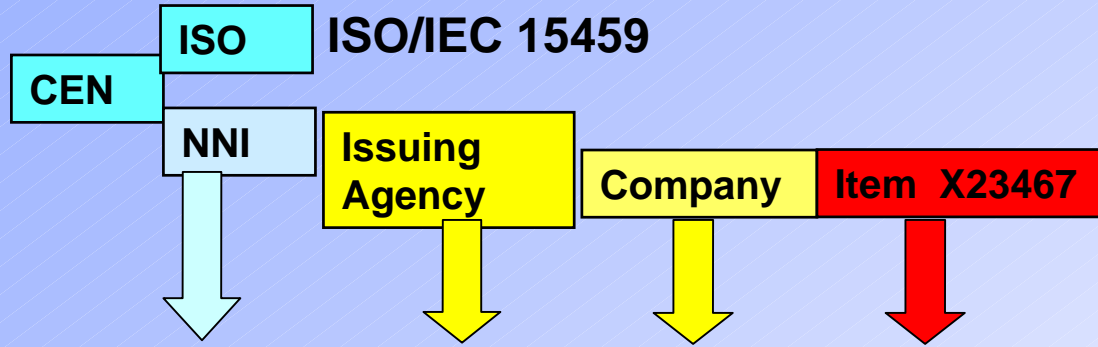 ISO
ISO/IEC 15459
CEN
NNI
Issuing
Agency
Company
Item X23467